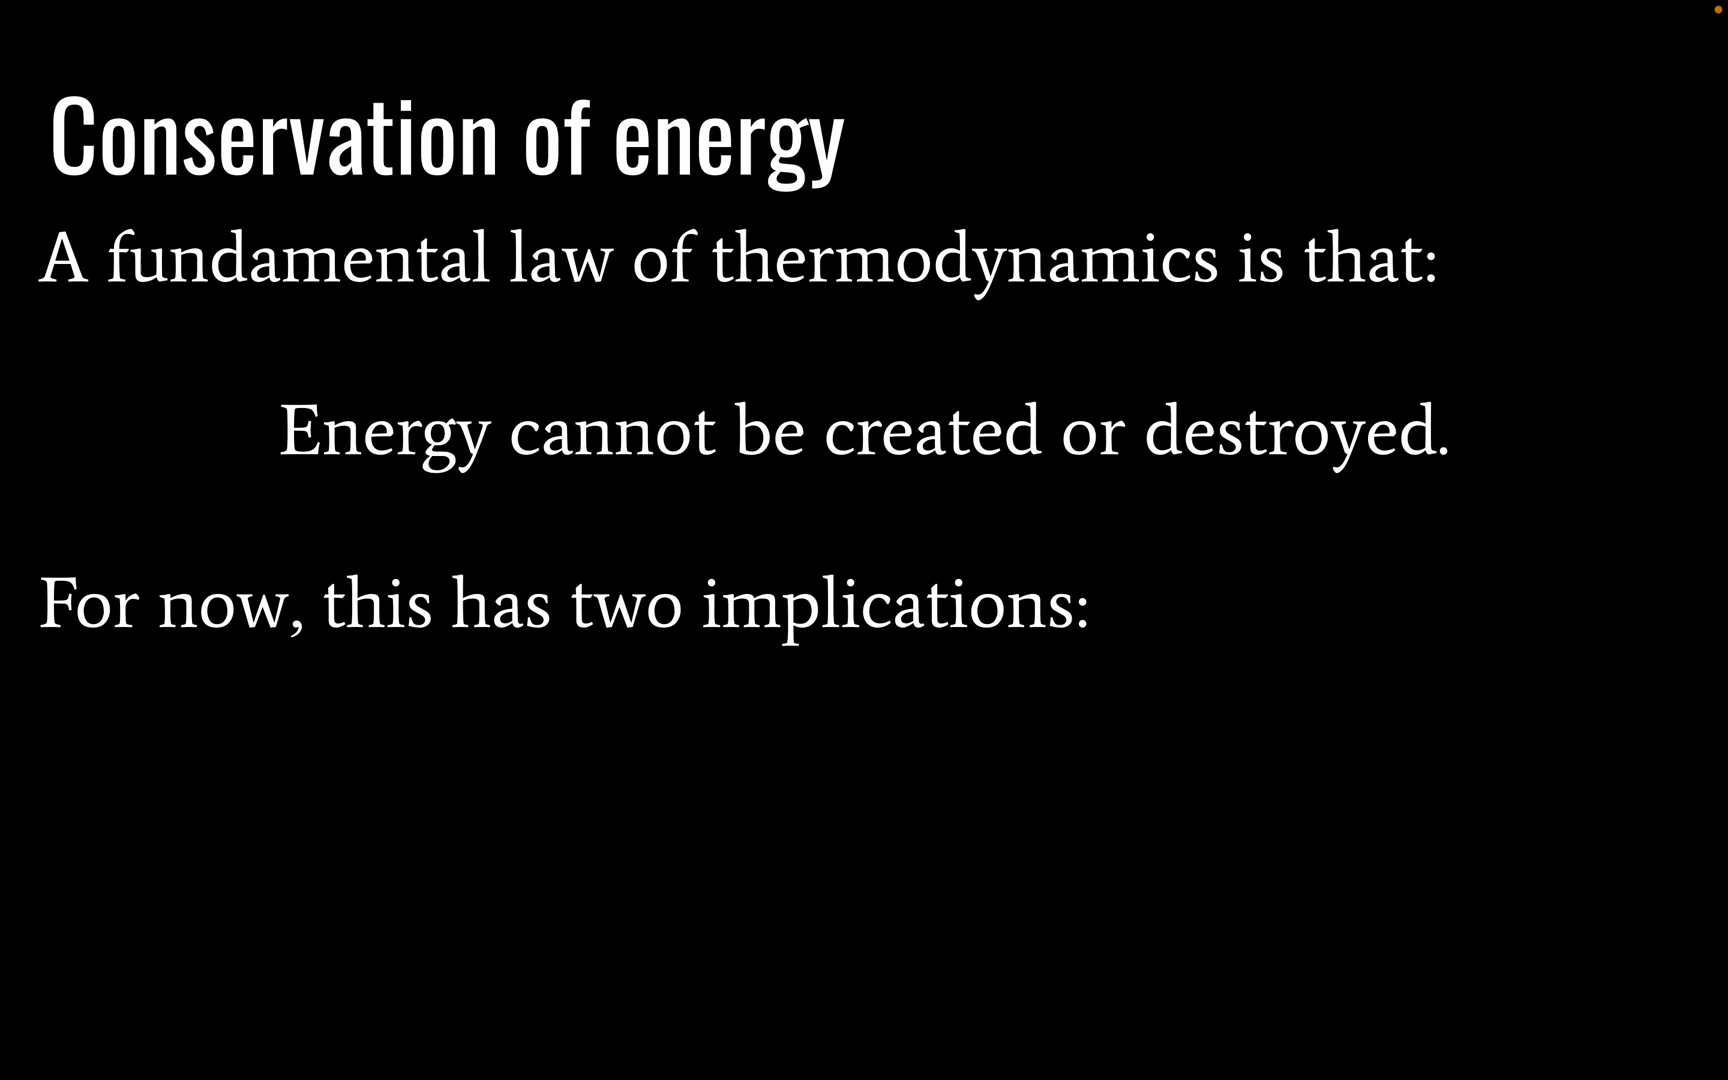 Conservation of energy
A fundamental law of thermodynamics is that:
Energy cannot be created or destroyed.
For now, this has two implications: